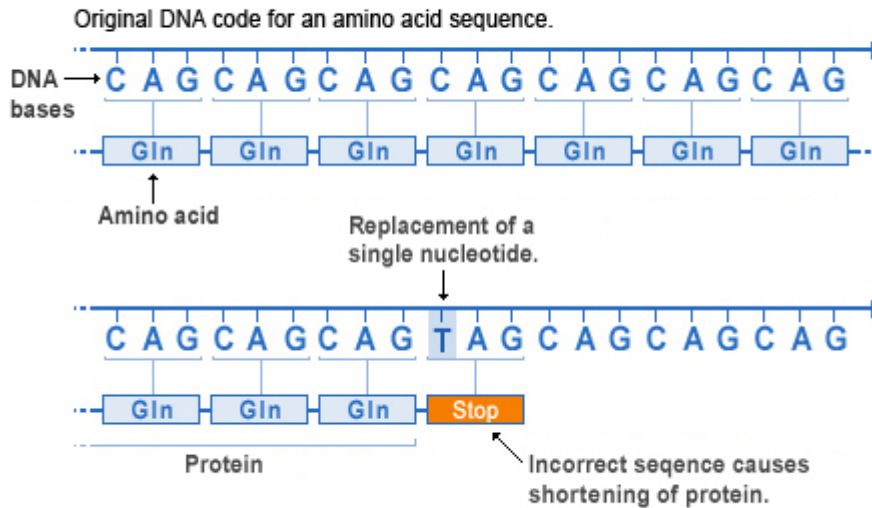 Original DNA code for an amino acid sequence.
DNA bases
C A G C A G C A G C A G C A G C A G C A G
Gln Gln Gln Gln Gln Gln Gln
Amino acid
Replacement of a
single nucleotide.
C A G C A G C A G T A G C A G C A G C A G
Gln Gln Gln Stop
Protein
Incorrect seqence causes
shortening of protein.